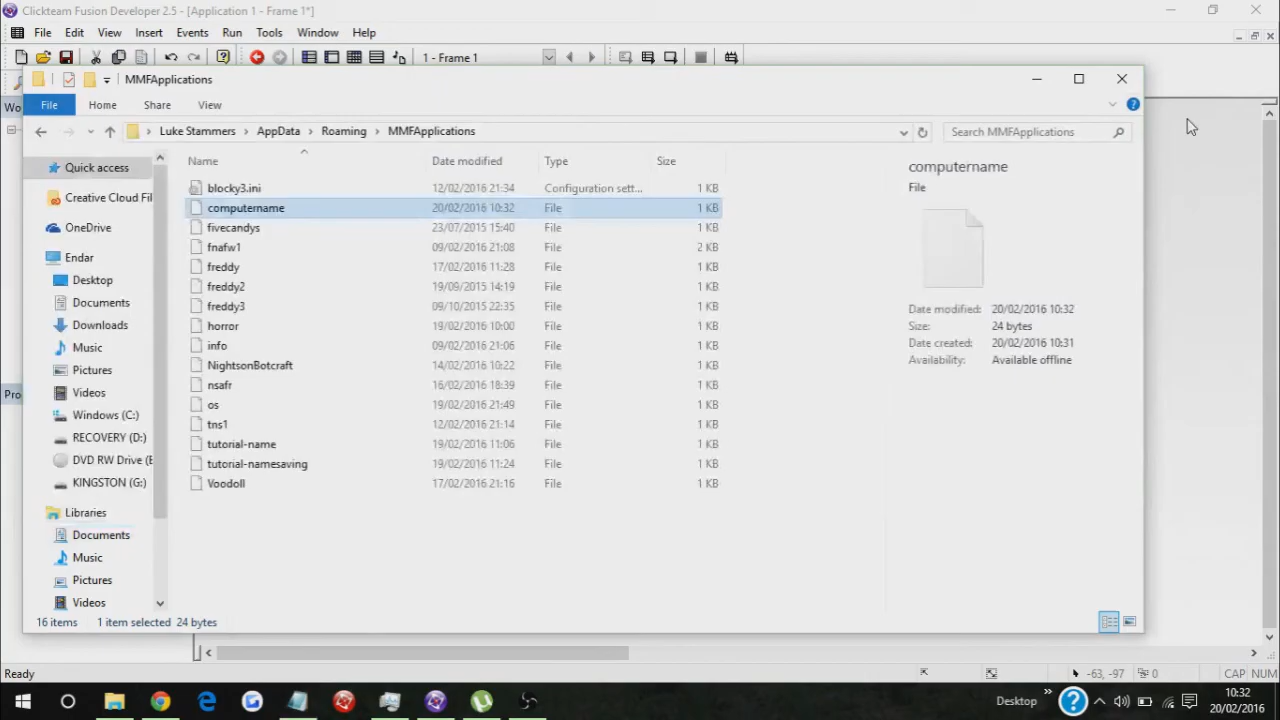 Clickteam Fusion Developer 2.5 - [Application 1 - Frame 1*]
File Edit View Insert Events Run Tools Window Help
1 - Frame 1
MMFApplications
Wo
File Home Share View
Luke Stammers > AppData > Roaming > MMFApplications
Search MMFApplications
Name Date modified Type Size
Quick access
Creative Cloud Fil
OneDrive
Endar
Desktop
Documents
Downloads
Music
Pictures
Videos
Windows (C:)
RECOVERY (D:)
DVD RW Drive (E
KINGSTON (G:)
Libraries
Documents
Music
Pictures
Videos
Pro
blocky3.ini 12/02/2016 21:34 Configuration sett... 1 KB
computername 20/02/2016 10:32 File 1 KB
fivecandys 23/07/2015 15:40 File 1 KB
fnafw1 09/02/2016 21:08 File 2 KB
freddy 17/02/2016 11:28 File 1 KB
freddy2 19/09/2015 14:19 File 1 KB
freddy3 09/10/2015 22:35 File 1 KB
horror 19/02/2016 10:00 File 1 KB
info 09/02/2016 21:06 File 1 KB
NightsonBotcraft 14/02/2016 10:22 File 1 KB
nsafr 16/02/2016 18:39 File 1 KB
os 19/02/2016 21:49 File 1 KB
tns1 12/02/2016 21:14 File 1 KB
tutorial-name 19/02/2016 11:06 File 1 KB
tutorial-namesaving 19/02/2016 11:24 File 1 KB
Voodoll 17/02/2016 21:16 File 1 KB
computername
File
Date modified: 20/02/2016 10:32
Size: 24 bytes
Date created: 20/02/2016 10:31
Availability: Available offline
16 items 1 item selected 24 bytes
Ready
-63, -97
0
CAP NUM
Desktop
10:32
20/02/2016